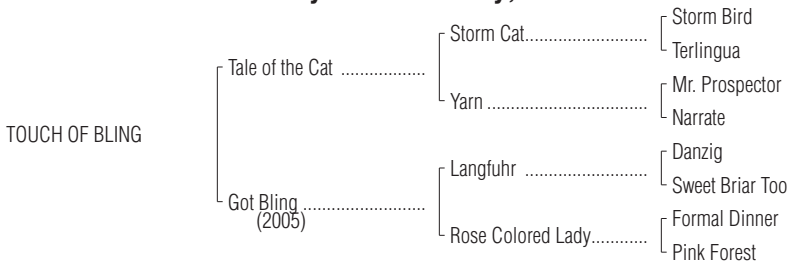 Storm Bird
Storm Cat..............................
Terlingua
Tale of the Cat ..................
Mr. Prospector
Yarn .......................................
Narrate
TOUCH OF BLING
Danzig
Langfuhr ..............................
Sweet Briar Too
Got Bling ..........................
(2005)
Formal Dinner
Rose Colored Lady.............
Pink Forest